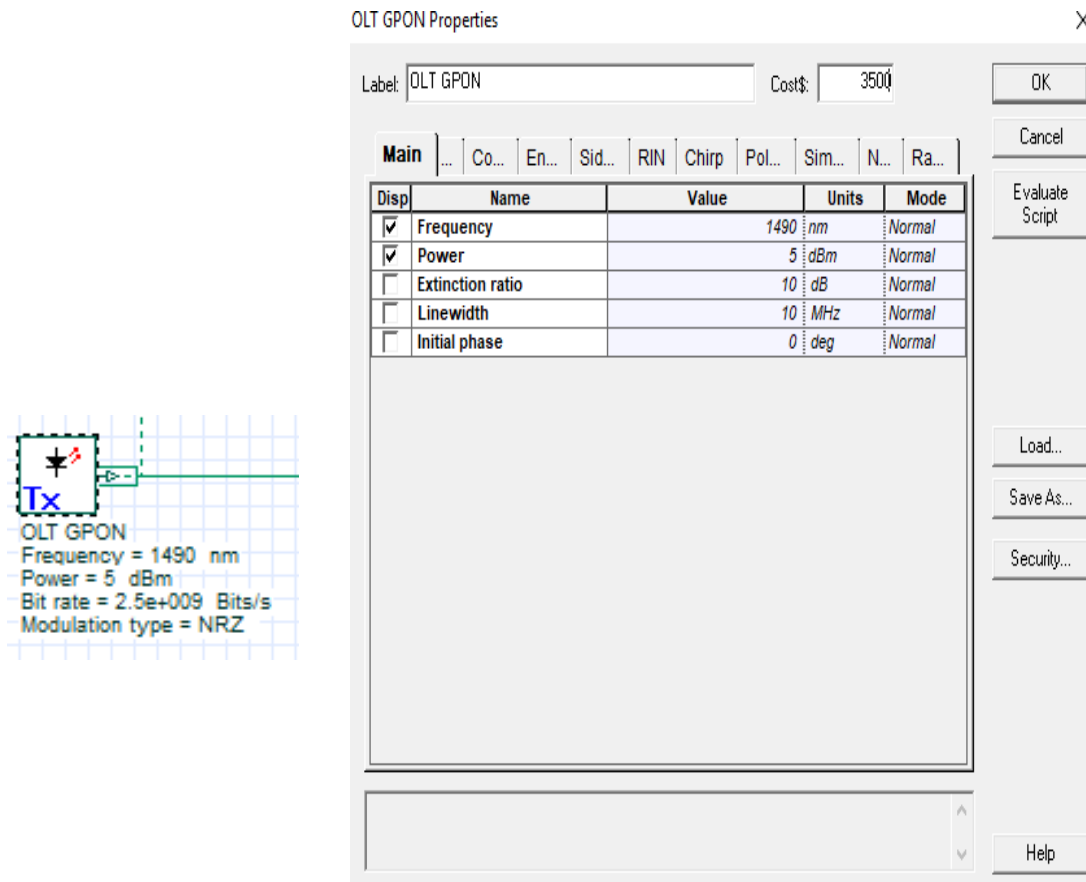 OLT GPON Properties X
Label: OLT GPON Cost$: 3500 OK
Cancel
Main ... Co... En... Sid... RIN Chirp Pol... Sim... N... Ra...
Evaluate Script
Disp Name Value Units Mode
Frequency 1490 nm Normal
Power 5 dBm Normal
Extinction ratio 10 dB Normal
Linewidth 10 MHz Normal
Initial phase 0 deg Normal
Load...
Save As...
Security...
Help
Tx
OLT GPON
Frequency = 1490 nm
Power = 5 dBm
Bit rate = 2.5e+009 Bits/s
Modulation type = NRZ